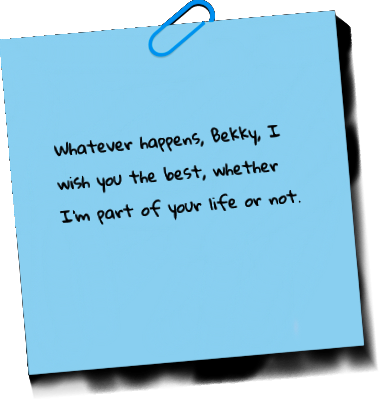 Whatever happens, Bekky, I
wish you the best, whether
I'm part of your life or not.